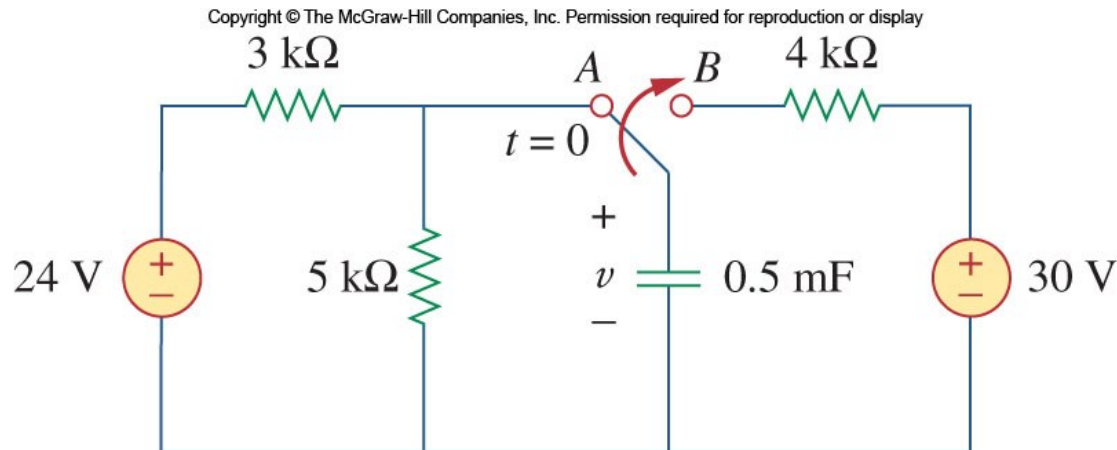 Copyright © The McGraw-Hill Companies, Inc. Permission required for reproduction or display
3 kΩ
A
B
4 kΩ
t = 0
+
24 V
+
−
5 kΩ
v
−
0.5 mF
+
−
30 V